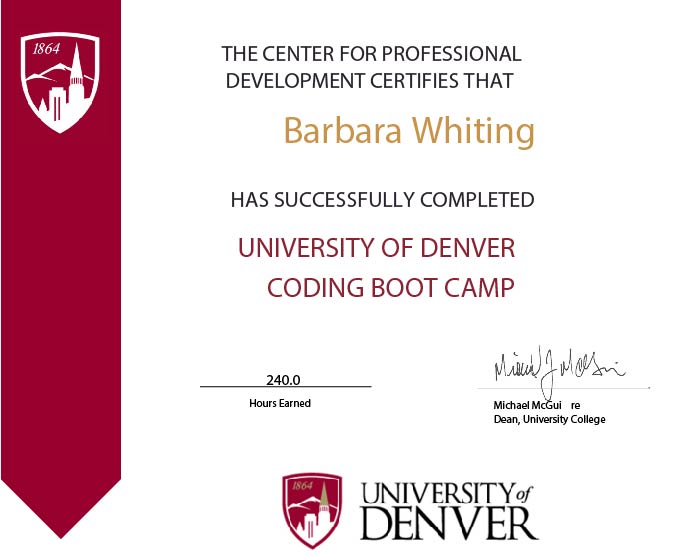 1864
THE CENTER FOR PROFESSIONAL
DEVELOPMENT CERTIFIES THAT
Barbara Whiting
HAS SUCCESSFULLY COMPLETED
UNIVERSITY OF DENVER
CODING BOOT CAMP
240.0
Hours Earned
Michael McGui re
Dean, University College
1864
UNIVERSITY of
DENVER